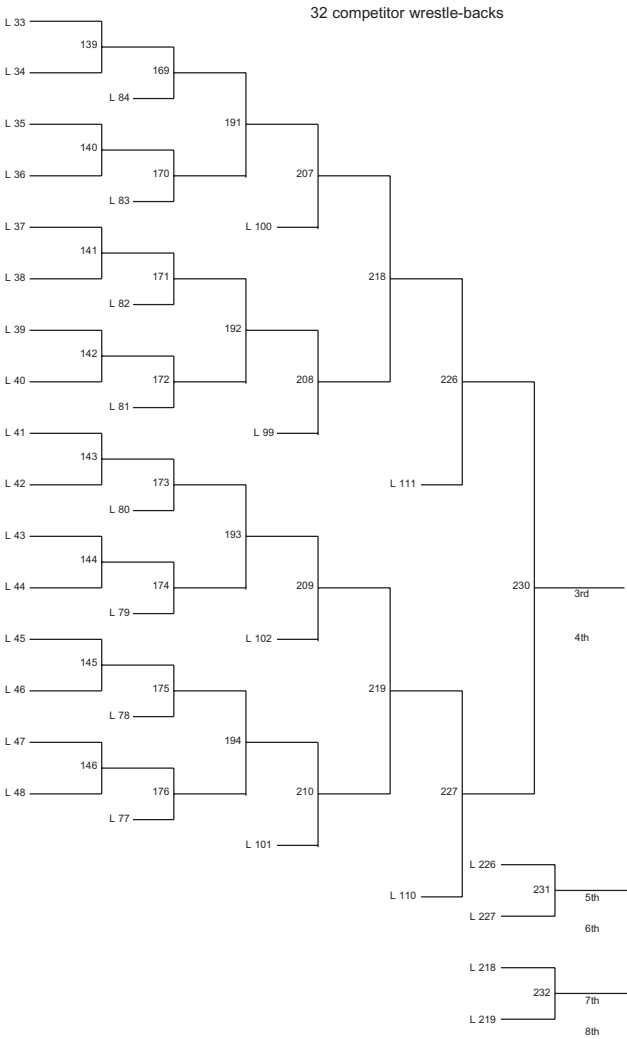 32 competitor wrestle-backs
L 33
139
L 34
169
L 84
191
L 35
140
L 36
170
L 83
207
L 100
L 37
141
L 38
171
L 82
218
192
L 39
142
L 40
172
L 81
208
226
L 99
L 41
143
L 42
173
L 80
L 111
193
L 43
144
L 44
174
L 79
209
L 102
230
3rd
4th
L 45
145
L 46
175
L 78
219
194
L 47
146
L 48
176
L 77
210
227
L 101
L 110
L 226
231
5th
L 227
6th
L 218
232
7th
L 219
8th